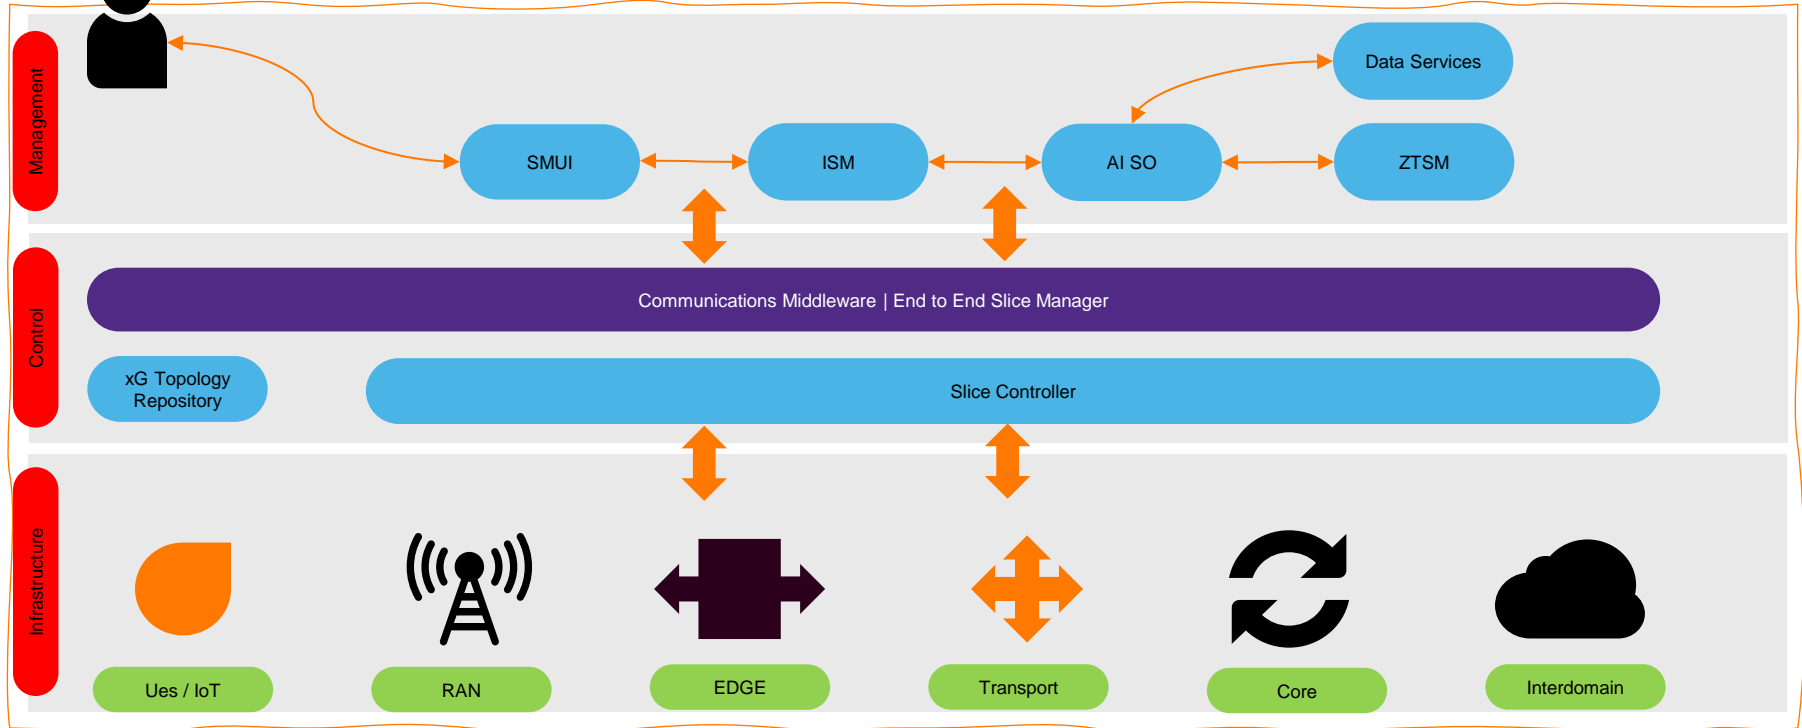 Management
Data Services
SMUI
ISM
AI SO
ZTSM
Control
Communications Middleware | End to End Slice Manager
xG Topology
Repository
Slice Controller
Infrastructure
Ues / IoT
RAN
EDGE
Transport
Core
Interdomain